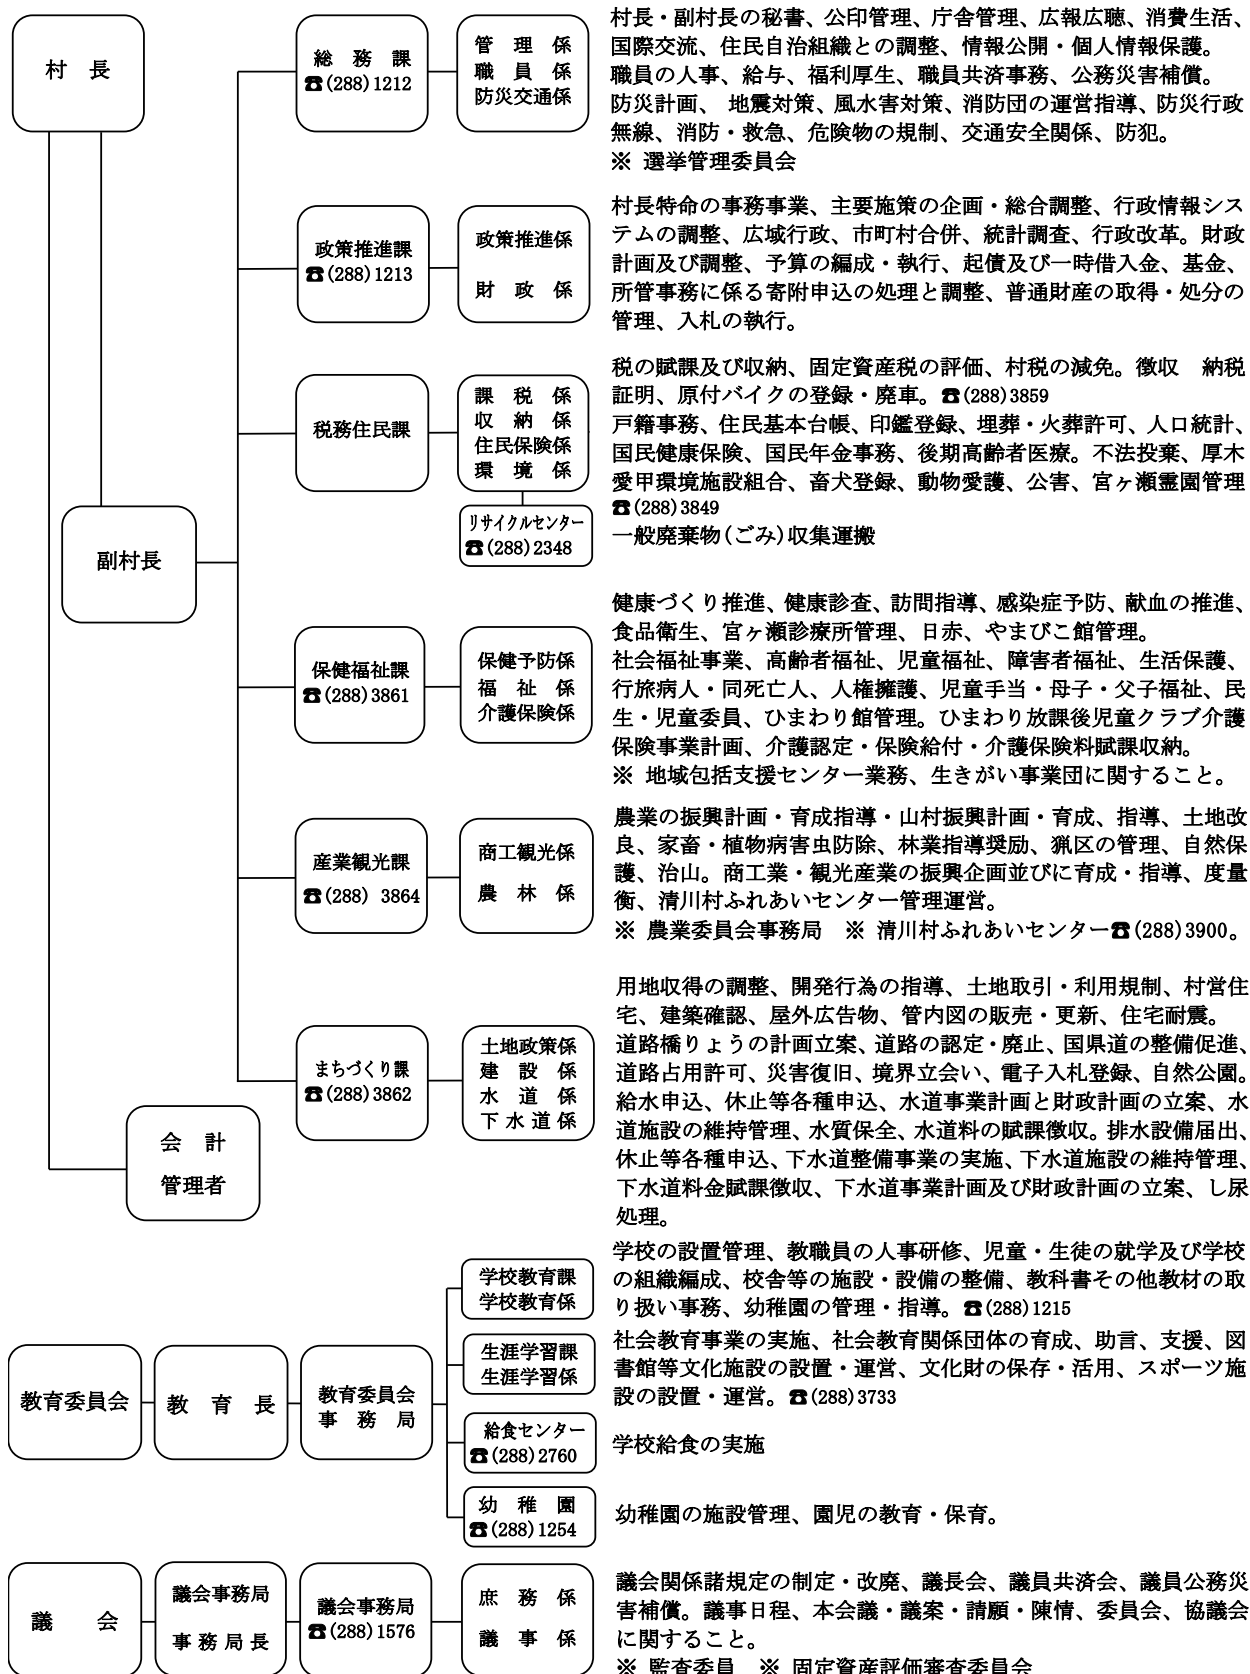 村　長
総　務　課
☎(288)1212
管　理　係
職　員　係
防災交通係
村長・副村長の秘書、公印管理、庁舎管理、広報広聴、消費生活、
国際交流、住民自治組織との調整、情報公開・個人情報保護。
職員の人事、給与、福利厚生、職員共済事務、公務災害補償。
防災計画、 地震対策、風水害対策、消防団の運営指導、防災行政
無線、消防・救急、危険物の規制、交通安全関係、防犯。
※ 選挙管理委員会
政策推進課
☎(288)1213
政策推進係
財　政　係
村長特命の事務事業、主要施策の企画・総合調整、行政情報シス
テムの調整、広域行政、市町村合併、統計調査、行政改革。財政
計画及び調整、予算の編成・執行、起債及び一時借入金、基金、
所管事務に係る寄附申込の処理と調整、普通財産の取得・処分の
管理、入札の執行。
税務住民課
課　税　係
収　納　係
住民保険係
環　境　係
リサイクルセンター
☎(288)2348
税の賦課及び収納、固定資産税の評価、村税の減免。徴収　納税
証明、原付バイクの登録・廃車。☎(288)3859
戸籍事務、住民基本台帳、印鑑登録、埋葬・火葬許可、人口統計、
国民健康保険、国民年金事務、後期高齢者医療。不法投棄、厚木
愛甲環境施設組合、畜犬登録、動物愛護、公害、宮ヶ瀬霊園管理
☎(288)3849
一般廃棄物(ごみ)収集運搬
副村長
保健福祉課
☎(288)3861
保健予防係
福　祉　係
介護保険係
健康づくり推進、健康診査、訪問指導、感染症予防、献血の推進、
食品衛生、宮ヶ瀬診療所管理、日赤、やまびこ館管理。
社会福祉事業、高齢者福祉、児童福祉、障害者福祉、生活保護、
行旅病人・同死亡人、人権擁護、児童手当・母子・父子福祉、民
生・児童委員、ひまわり館管理。ひまわり放課後児童クラブ介護
保険事業計画、介護認定・保険給付・介護保険料賦課収納。
※ 地域包括支援センター業務、生きがい事業団に関すること。
産業観光課
☎(288) 3864
商工観光係
農　林　係
農業の振興計画・育成指導・山村振興計画・育成、指導、土地改
良、家畜・植物病害虫防除、林業指導奨励、猟区の管理、自然保
護、治山。商工業・観光産業の振興企画並びに育成・指導、度量
衡、清川村ふれあいセンター管理運営。
※ 農業委員会事務局　※ 清川村ふれあいセンター☎(288)3900。
まちづくり課
☎(288)3862
土地政策係
建　設　係
水　道　係
下 水 道 係
用地収得の調整、開発行為の指導、土地取引・利用規制、村営住
宅、建築確認、屋外広告物、管内図の販売・更新、住宅耐震。
道路橋りょうの計画立案、道路の認定・廃止、国県道の整備促進、
道路占用許可、災害復旧、境界立会い、電子入札登録、自然公園。
給水申込、休止等各種申込、水道事業計画と財政計画の立案、水
道施設の維持管理、水質保全、水道料の賦課徴収。排水設備届出、
休止等各種申込、下水道整備事業の実施、下水道施設の維持管理、
下水道料金賦課徴収、下水道事業計画及び財政計画の立案、し尿
処理。
会　計
管理者
教育委員会
教　育　長
教育委員会
事　務　局
学校教育課
学校教育係
学校の設置管理、教職員の人事研修、児童・生徒の就学及び学校
の組織編成、校舎等の施設・設備の整備、教科書その他教材の取
り扱い事務、幼稚園の管理・指導。☎(288)1215
生涯学習課
生涯学習係
社会教育事業の実施、社会教育関係団体の育成、助言、支援、図
書館等文化施設の設置・運営、文化財の保存・活用、スポーツ施
設の設置・運営。☎(288)3733
給食センター
☎(288)2760
学校給食の実施
幼　稚　園
☎(288)1254
幼稚園の施設管理、園児の教育・保育。
議　　会
議会事務局
事 務 局 長
議会事務局
☎(288)1576
庶　務　係
議　事　係
議会関係諸規定の制定・改廃、議長会、議員共済会、議員公務災
害補償。議事日程、本会議・議案・請願・陳情、委員会、協議会
に関すること。
※ 監査委員　※ 固定資産評価審査委員会